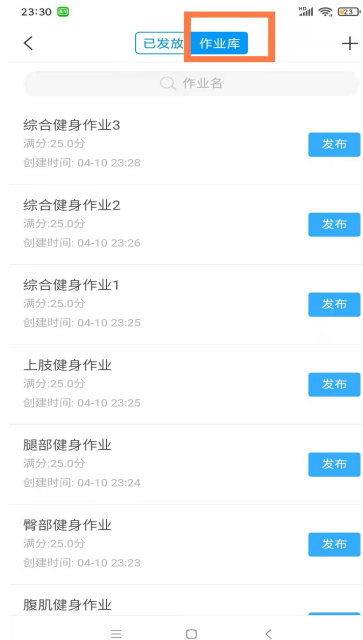 23:30
HD
23
已发放
作业库
作业名
综合健身作业3
满分:25.0分
发布
创建时间: 04-10 23:28
综合健身作业2
满分:25.0分
发布
创建时间: 04-10 23:26
综合健身作业1
满分:25.0分
发布
创建时间: 04-10 23:25
上肢健身作业
满分:25.0分
发布
创建时间: 04-10 23:25
腿部健身作业
满分:25.0分
发布
创建时间: 04-10 23:24
臀部健身作业
满分:25.0分
发布
创建时间: 04-10 23:23
腹肌健身作业